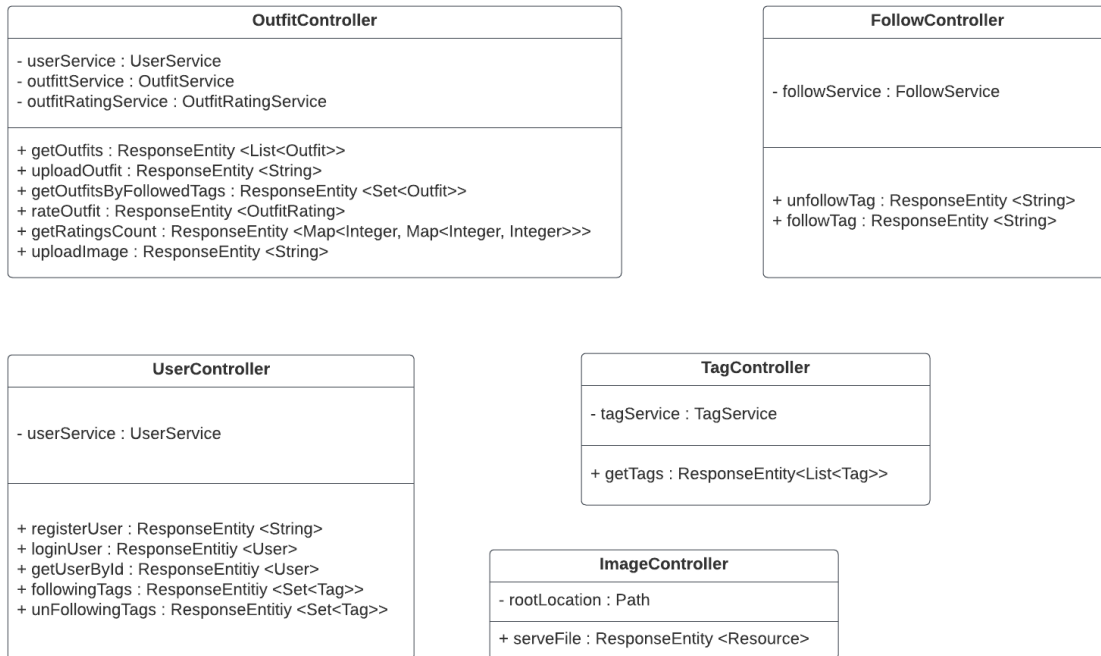 OutfitController
- userService : UserService
- outfittService : OutfitService
- outfitRatingService : OutfitRatingService
+ getOutfits : ResponseEntity <List<Outfit>>
+ uploadOutfit : ResponseEntity <String>
+ getOutfitsByFollowedTags : ResponseEntity <Set<Outfit>>
+ rateOutfit : ResponseEntity <OutfitRating>
+ getRatingsCount : ResponseEntity <Map<Integer, Map<Integer, Integer>>>
+ uploadImage : ResponseEntity <String>
FollowController
- followService : FollowService
+ unfollowTag : ResponseEntity <String>
+ followTag : ResponseEntity <String>
UserController
- userService : UserService
+ registerUser : ResponseEntity <String>
+ loginUser : ResponseEntitiy <User>
+ getUserById : ResponseEntity <User>
+ followingTags : ResponseEntity <Set<Tag>>
+ unFollowingTags : ResponseEntitiy <Set<Tag>>
TagController
- tagService : TagService
+ getTags : ResponseEntity<List<Tag>>
ImageController
- rootLocation : Path
+ serveFile : ResponseEntity <Resource>